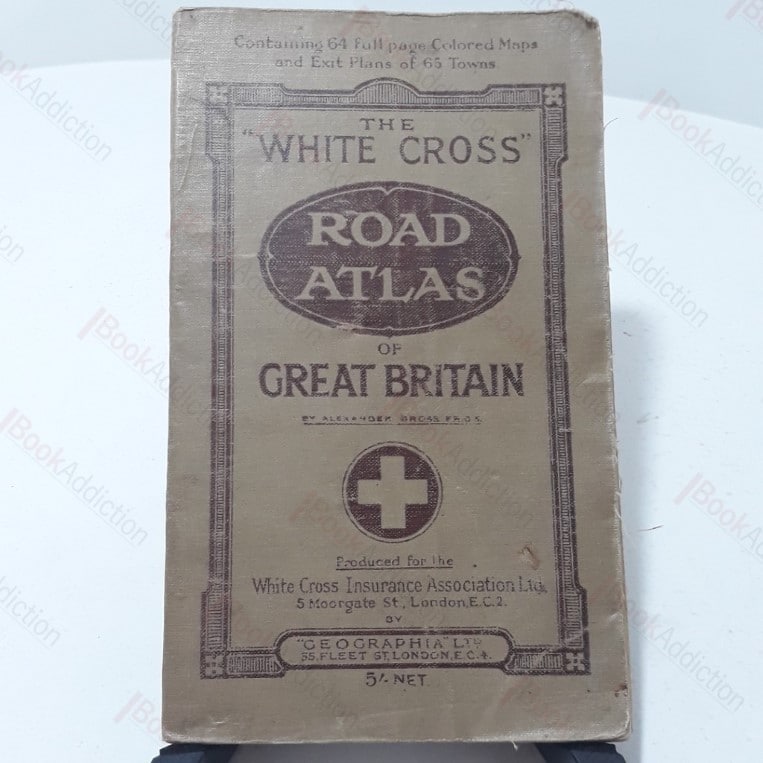 Containing 64 Full page Colored Maps
and Exit Plans of 65 Towns
THE
"WHITE CROSS"
ROAD
ATLAS
OF
GREAT BRITAIN
BY ALEXANDER GROSS F.R.G.S.
Produced for the
White Cross Insurance Association Ltd.
5 Moorgate St., London, E.C.2.
BY
"GEOGRAPHIA" LTD
55, FLEET ST, LONDON, E.C.4.
5/- NET.
BookAddiction